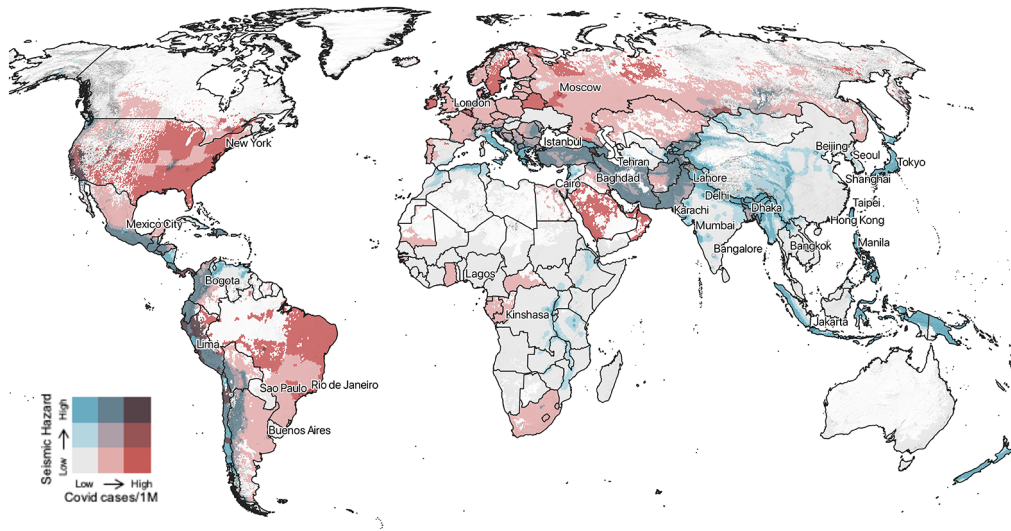 Moscow
London
New York
Istanbul
Beijing
Seoul
Tokyo
Tehran
Baghdad
Lahore
Shanghai
Cairo
Delhi
Karachi
Dhaka
Taipei
Hong Kong
Mexico City
Mumbai
Manila
Bangalore
Bangkok
Bogota
Lagos
Kinshasa
Jakarta
Lima
Sao Paulo
Rio de Janeiro
Buenos Aires
Seismic Hazard
Low
High
Low
High
Covid cases/1M